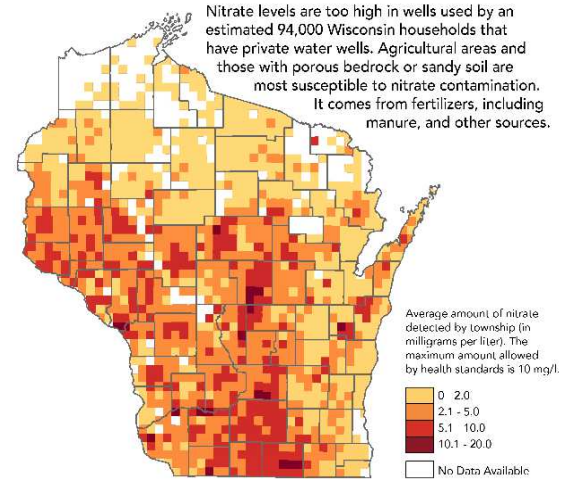 Nitrate levels are too high in wells used by an
estimated 94,000 Wisconsin households that
have private water wells. Agricultural areas and
those with porous bedrock or sandy soil are
most susceptible to nitrate contamination.
It comes from fertilizers, including
manure, and other sources.
Average amount of nitrate
detected by township (in
milligrams per liter). The
maximum amount allowed
by health standards is 10 mg/l.
0 2.0
2.1 - 5.0
5.1 10.0
10.1 - 20.0
No Data Available